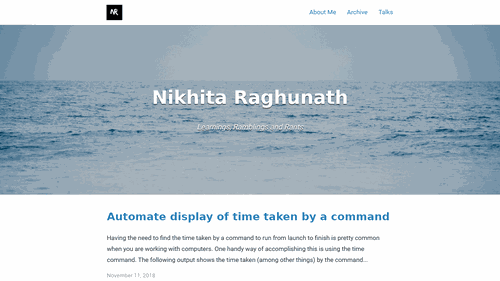 NR
About Me Archive Talks
Nikhita Raghunath
Learnings, Ramblings and Rants
Automate display of time taken by a command
Having the need to find the time taken by a command to run from launch to finish is pretty common
when you are working with computers. One handy way of accomplishing this is using the time
command. The following output shows the time taken (among other things) by the command...
November 11, 2018